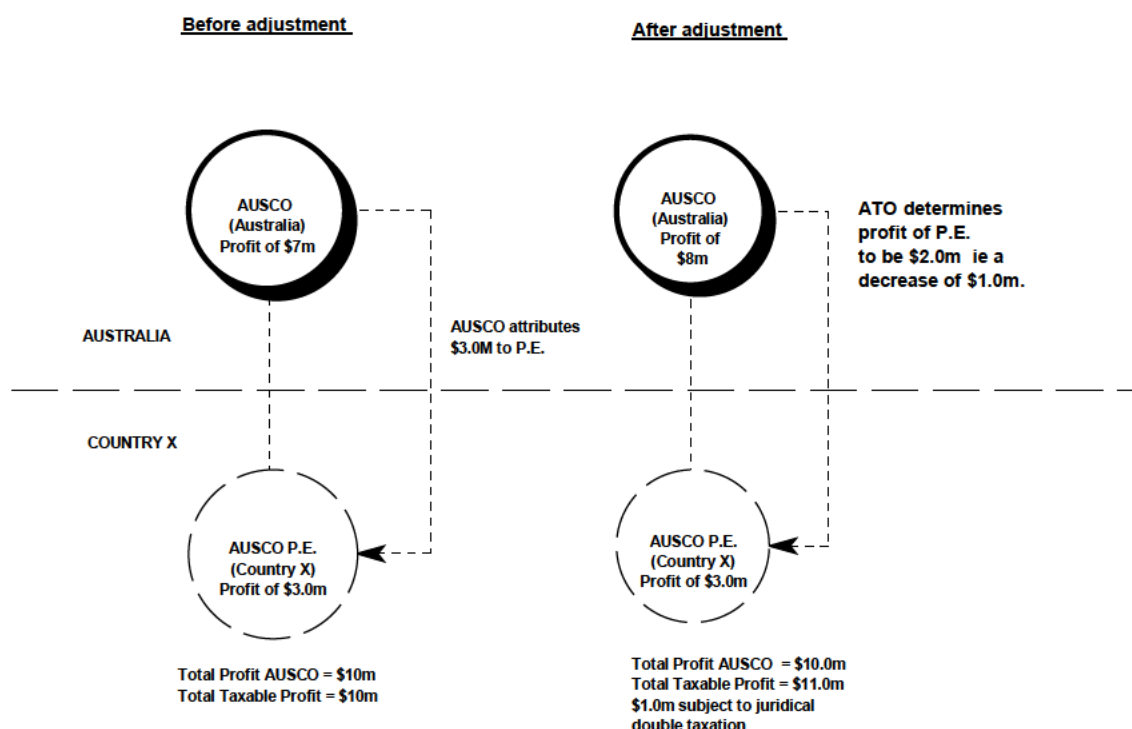 Before adjustment
After adjustment
AUSCO
(Australia)
Profit of $7m
AUSCO
(Australia)
Profit of
$8m
ATO determines
profit of P.E.
to be $2.0m ie a
decrease of $1.0m.
AUSTRALIA
AUSCO attributes
$3.0M to P.E.
COUNTRY X
AUSCO P.E.
(Country X)
Profit of $3.0m
AUSCO P.E.
(Country X)
Profit of $3.0m
Total Profit AUSCO = $10m
Total Taxable Profit = $10m
Total Profit AUSCO = $10.0m
Total Taxable Profit = $11.0m
$1.0m subject to juridical
double taxation